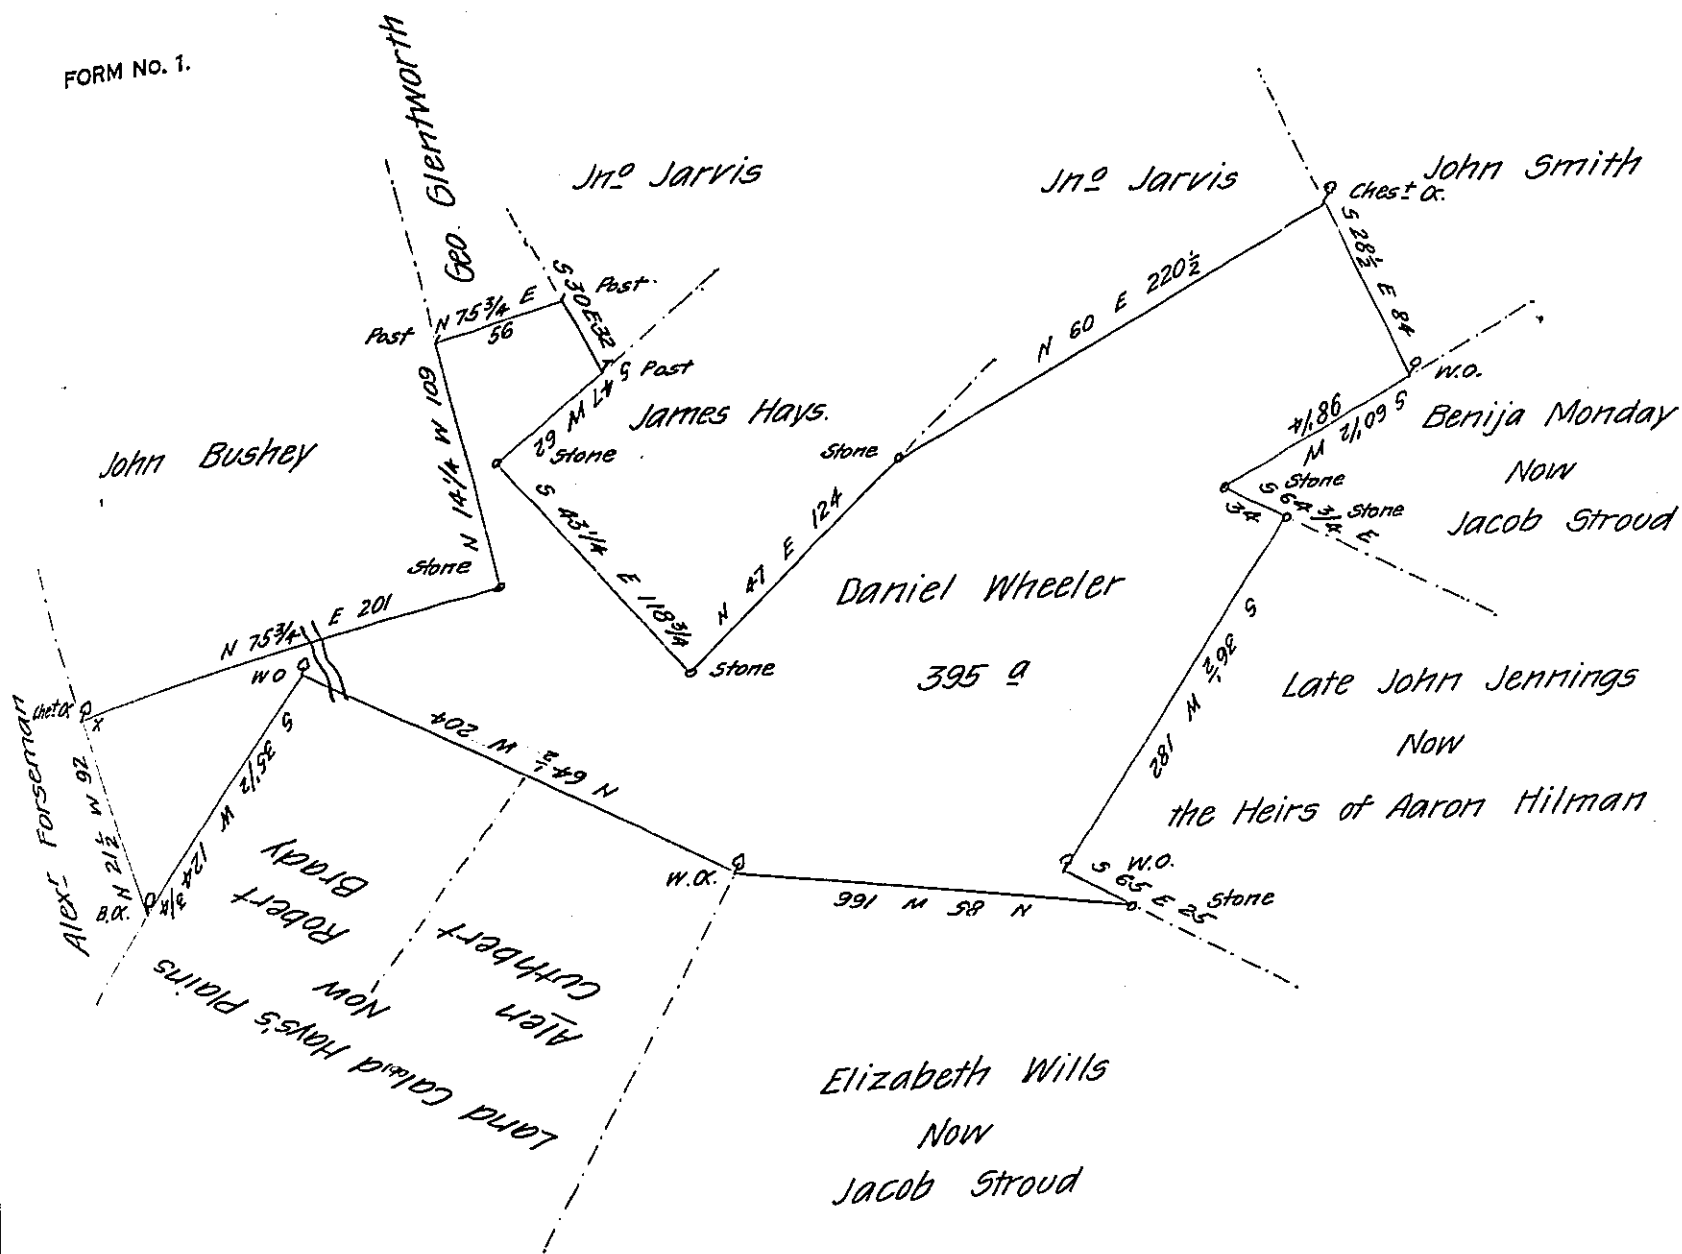 FORM No. 1.
Geo. Glentworth
Jnº Jarvis
Jnº Jarvis
John Smith
Chest O.
S 28½ E 84
N 60 E 220½
S 30 E 32
Post
N 75¾ E
56
Post
Post
S 47 W 62
James Hays.
Stone
Stone
W.O.
S 60½ W
98¼
Benija Monday
Now
Jacob Stroud
Stone
S 64¾ E
34
Stone
John Bushey
N 14¼ W 109
Stone
S 43¼ E 118¾
N 47 E 124
Daniel Wheeler
395 a
Stone
N 75¾ E 201
W O
Chest O
X
Alexr Forseman
N 21½ W 92
B.O.
S 35½ W 124¾
N 64½ W 204
W.O.
N 85 W 166
S 36½ W 182
W.O.
S 65 E 25
Stone
Late John Jennings
Now
the Heirs of Aaron Hilman
Land Caled Hays's Plains
Now
Robert
Brady
Alen
Cuthbert
Elizabeth Wills
Now
Jacob Stroud